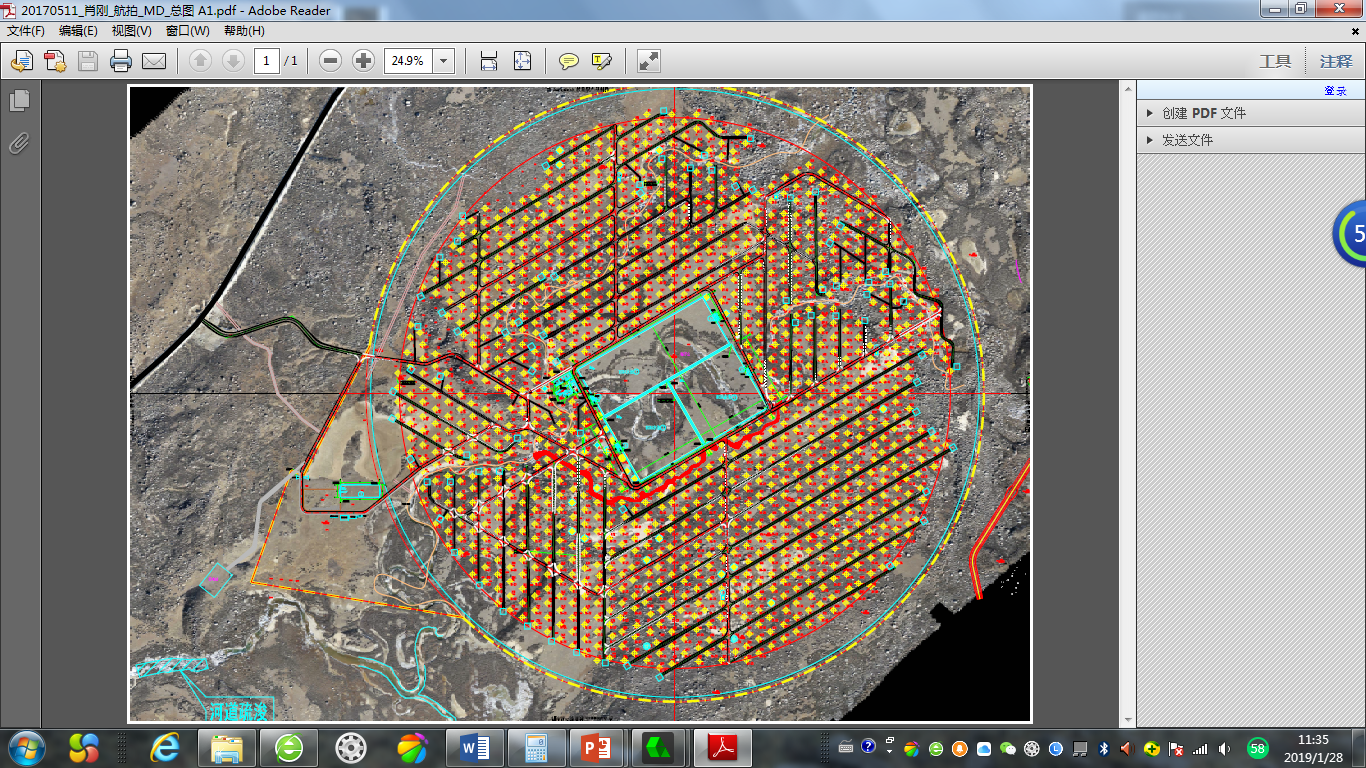 20170511_肖刚_航拍_MD_总图 A1.pdf - Adobe Reader
文件(F) 编辑(E) 视图(V) 窗口(W) 帮助(H)
1 / 1 24.9% 工具 注释
登录
创建 PDF 文件
发送文件
5
河道疏浚
58
11:35
2019/1/28